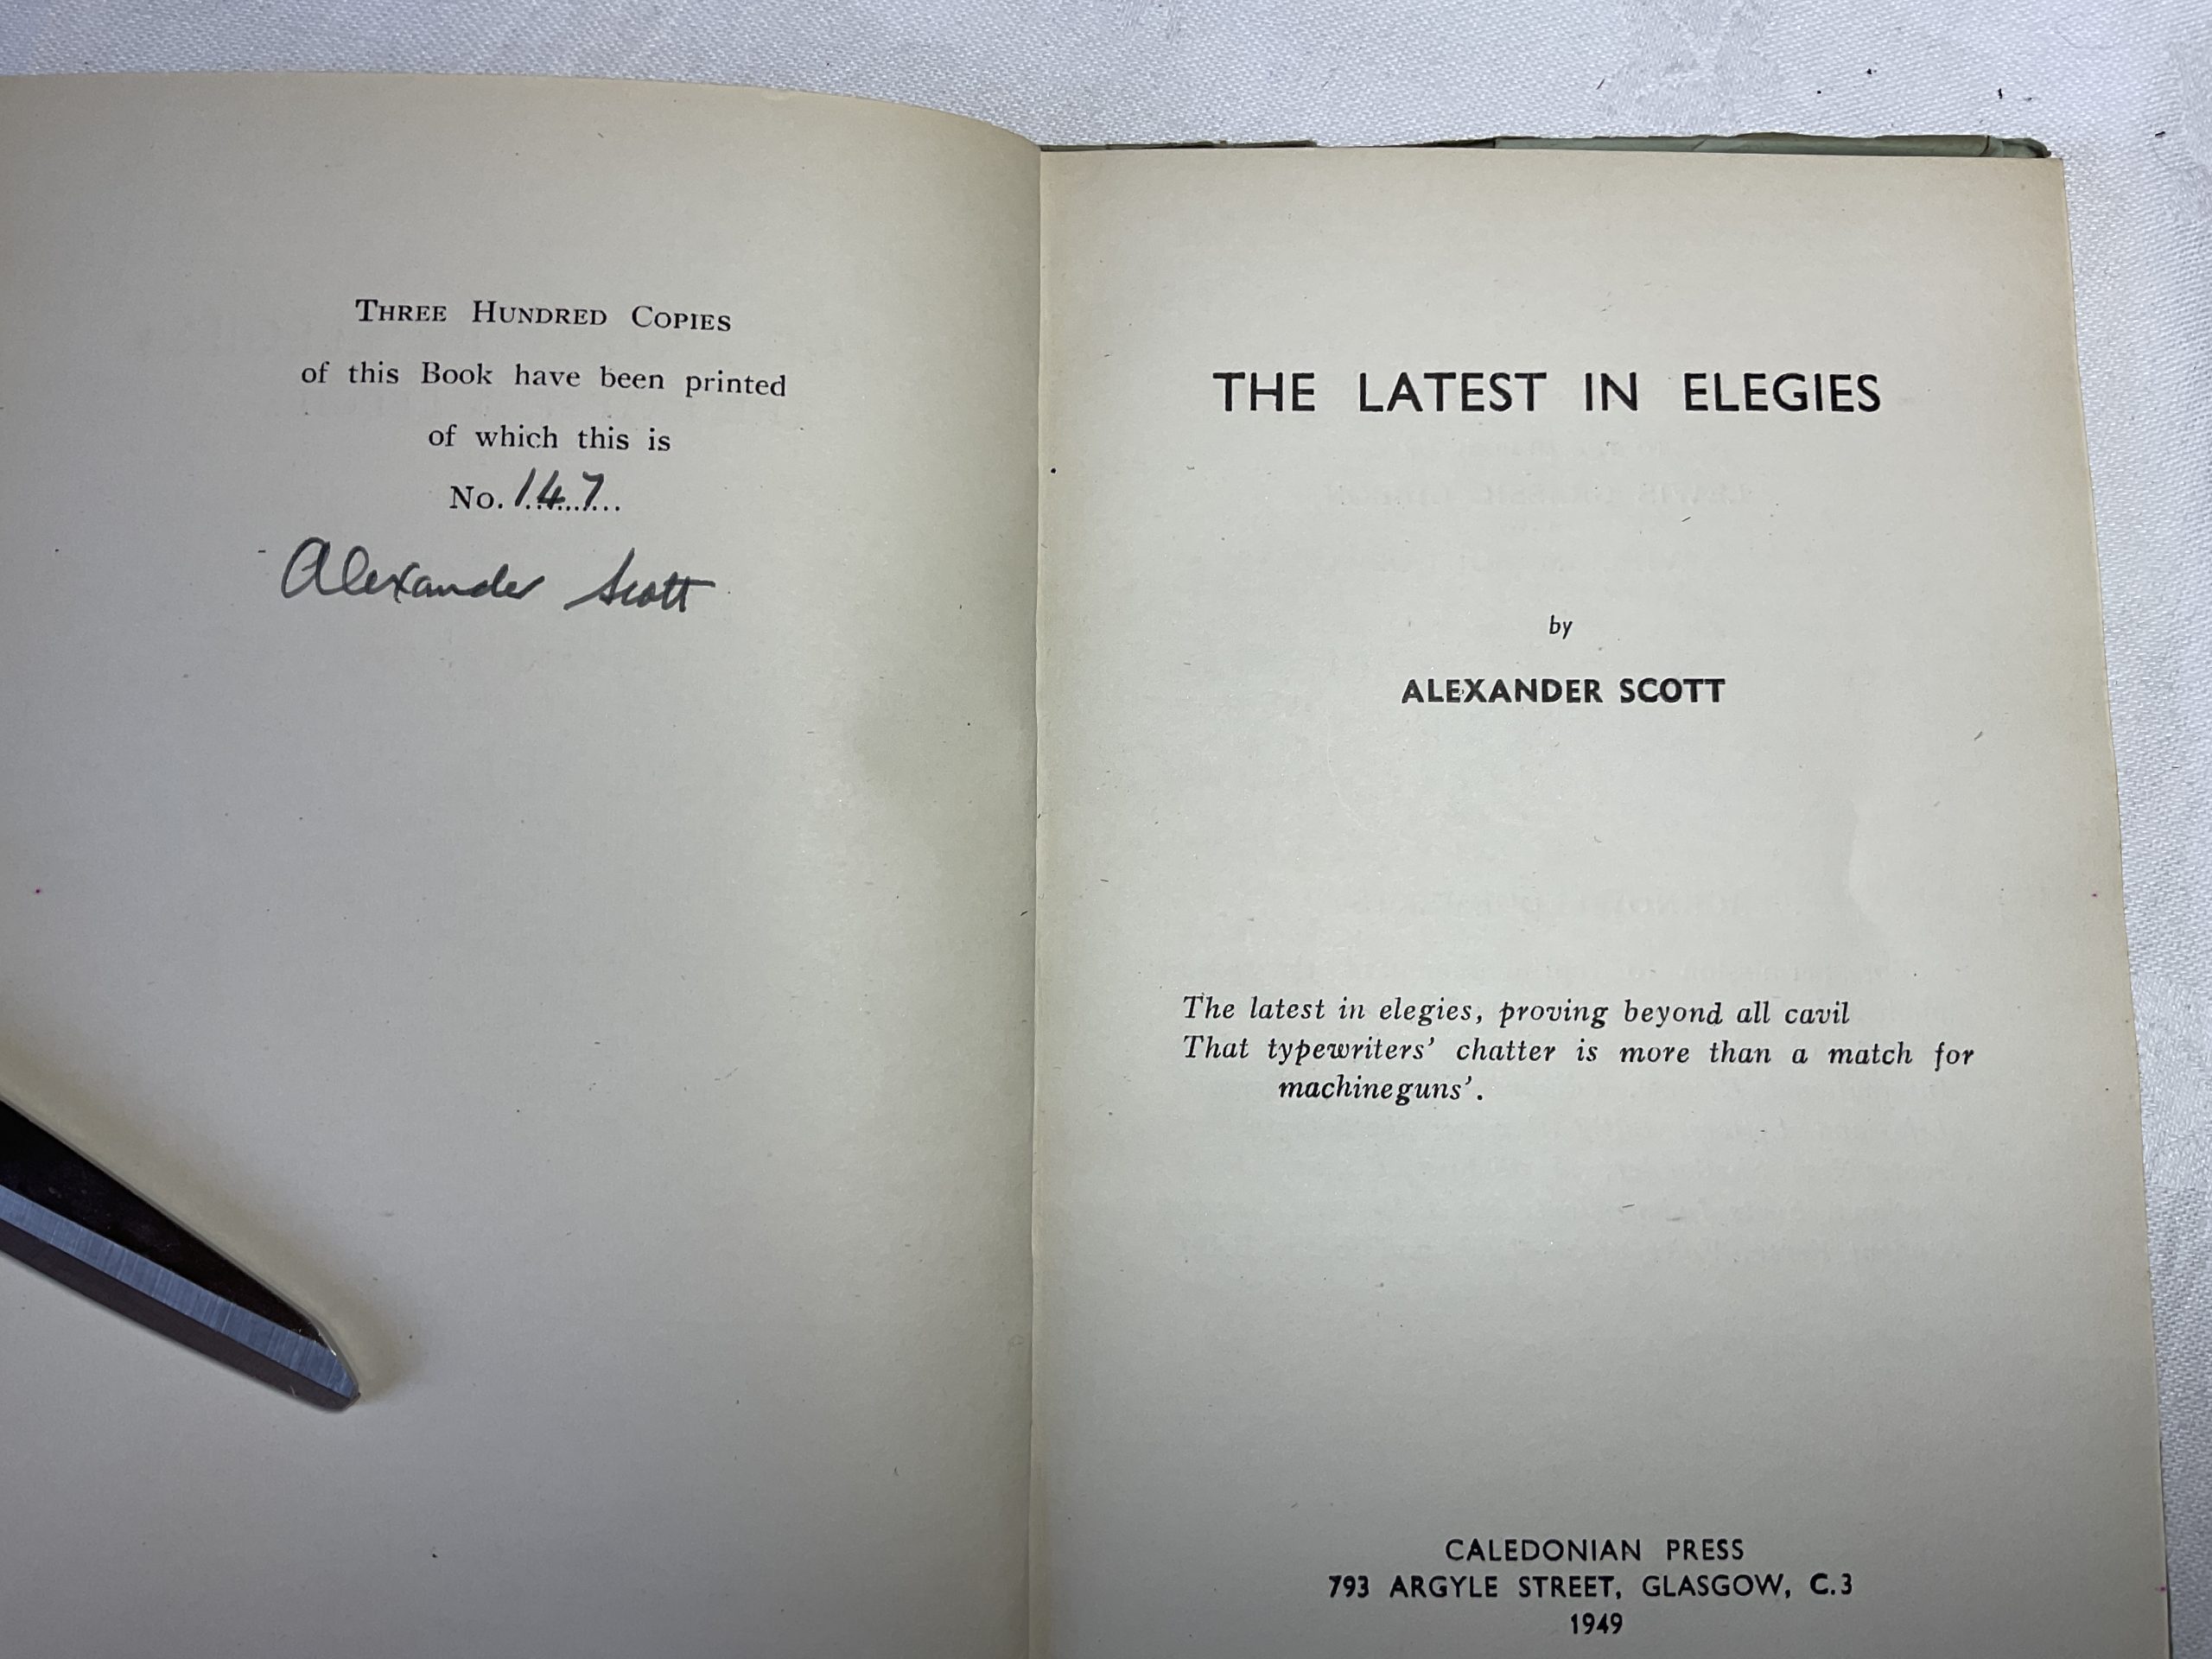 THREE HUNDRED COPIES
of this Book have been printed
of which this is
No. 147
Alexander Scott
THE LATEST IN ELEGIES
by
ALEXANDER SCOTT
The latest in elegies, proving beyond all cavil
That typewriters' chatter is more than a match for
machineguns'.
CALEDONIAN PRESS
793 ARGYLE STREET, GLASGOW, C.3
1949